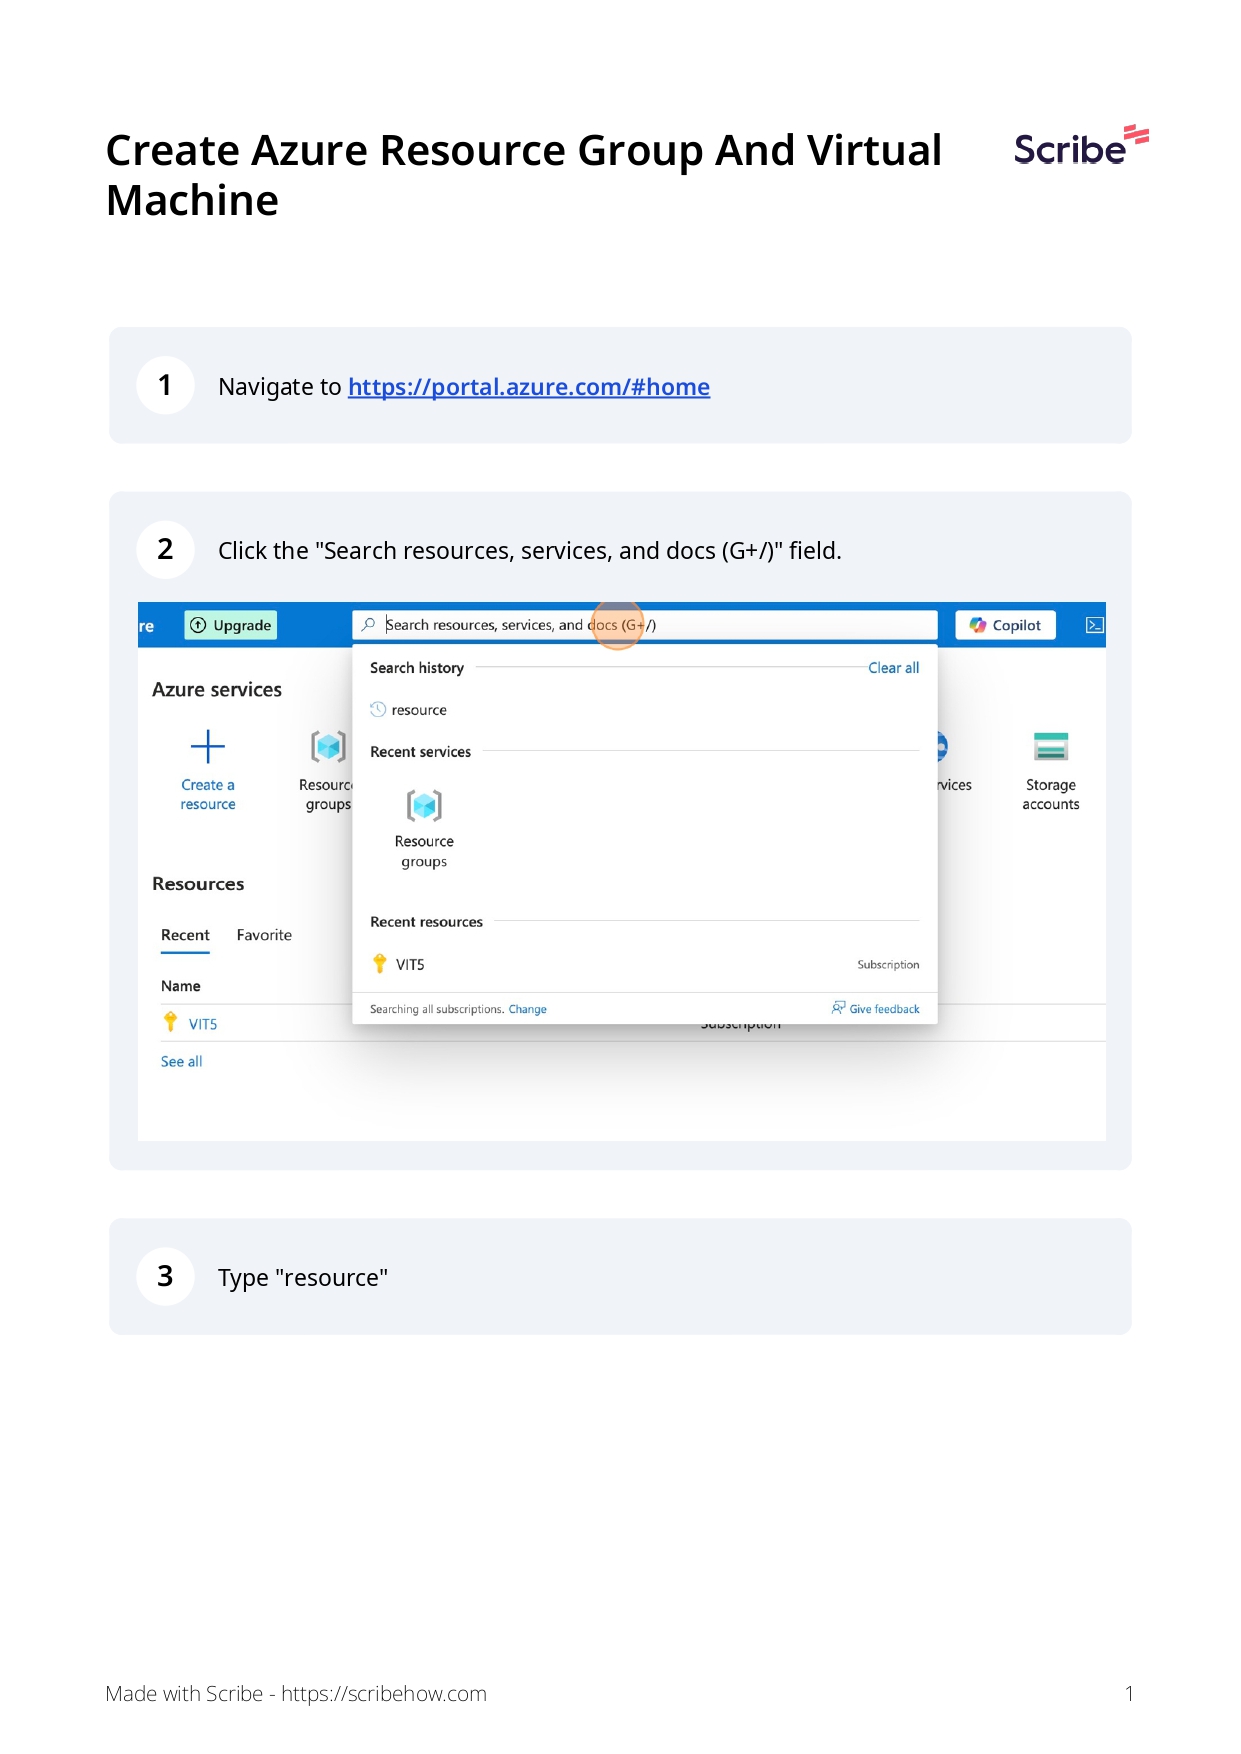 Create Azure Resource Group And Virtual
Machine
Scribe
1
Navigate to https://portal.azure.com/#home
2
Click the "Search resources, services, and docs (G+/)" field.
re
Upgrade
Search resources, services, and docs (G+/)
Copilot
Search history
Clear all
Azure services
resource
Recent services
Create a
resource
Resourc
groups
rvices
Storage
accounts
Resource
groups
Resources
Recent resources
Recent
Favorite
VIT5
Subscription
Name
Searching all subscriptions. Change
Give feedback
VIT5
Subscription
See all
3
Type "resource"
Made with Scribe - https://scribehow.com
1